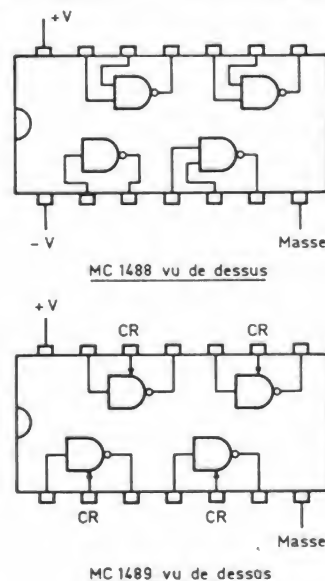 +V
- V
Masse
MC 1488 vu de dessus
+V
CR
CR
CR
CR
Masse
MC 1489 vu de dessus